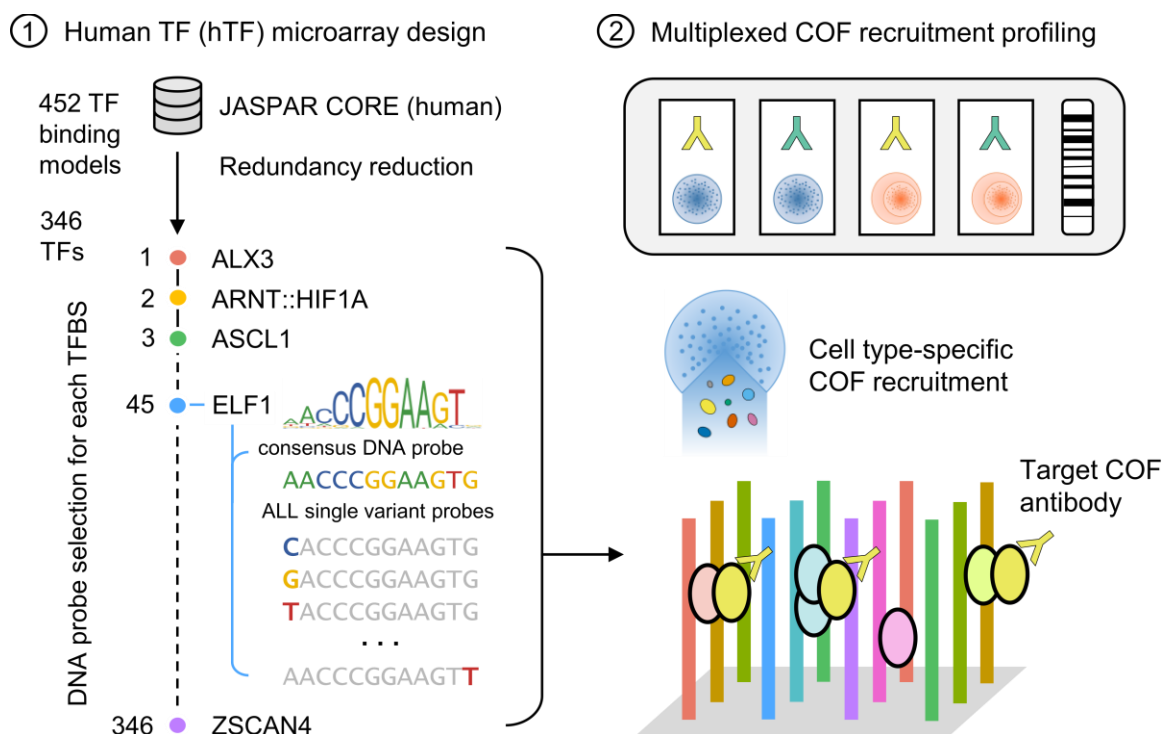 1 Human TF (hTF) microarray design
452 TF
binding
models
JASPAR CORE (human)
Redundancy reduction
346
TFs
DNA probe selection for each TFBS
1 ALX3
2 ARNT::HIF1A
3 ASCL1
45 ELF1
AACCCGGAAGT
consensus DNA probe
AACCCGGAAGTG
ALL single variant probes
CACCCGGAAGTG
GACCCGGAAGTG
TACCCGGAAGTG
...
AACCCGGAAGTT
346 ZSCAN4
2 Multiplexed COF recruitment profiling
Cell type-specific
COF recruitment
Target COF
antibody